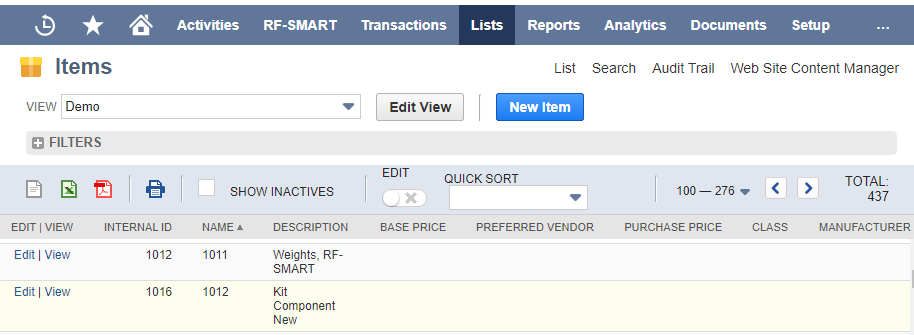 Activities RF-SMART Transactions Lists Reports Analytics Documents Setup ...
Items
List Search Audit Trail Web Site Content Manager
VIEW Demo Edit View New Item
FILTERS
SHOW INACTIVES EDIT QUICK SORT 100 — 276 TOTAL:
437
EDIT | VIEW INTERNAL ID NAME ▲ DESCRIPTION BASE PRICE PREFERRED VENDOR PURCHASE PRICE CLASS MANUFACTURER
Edit | View 1012 1011 Weights, RF-
SMART
Edit | View 1016 1012 Kit
Component
New